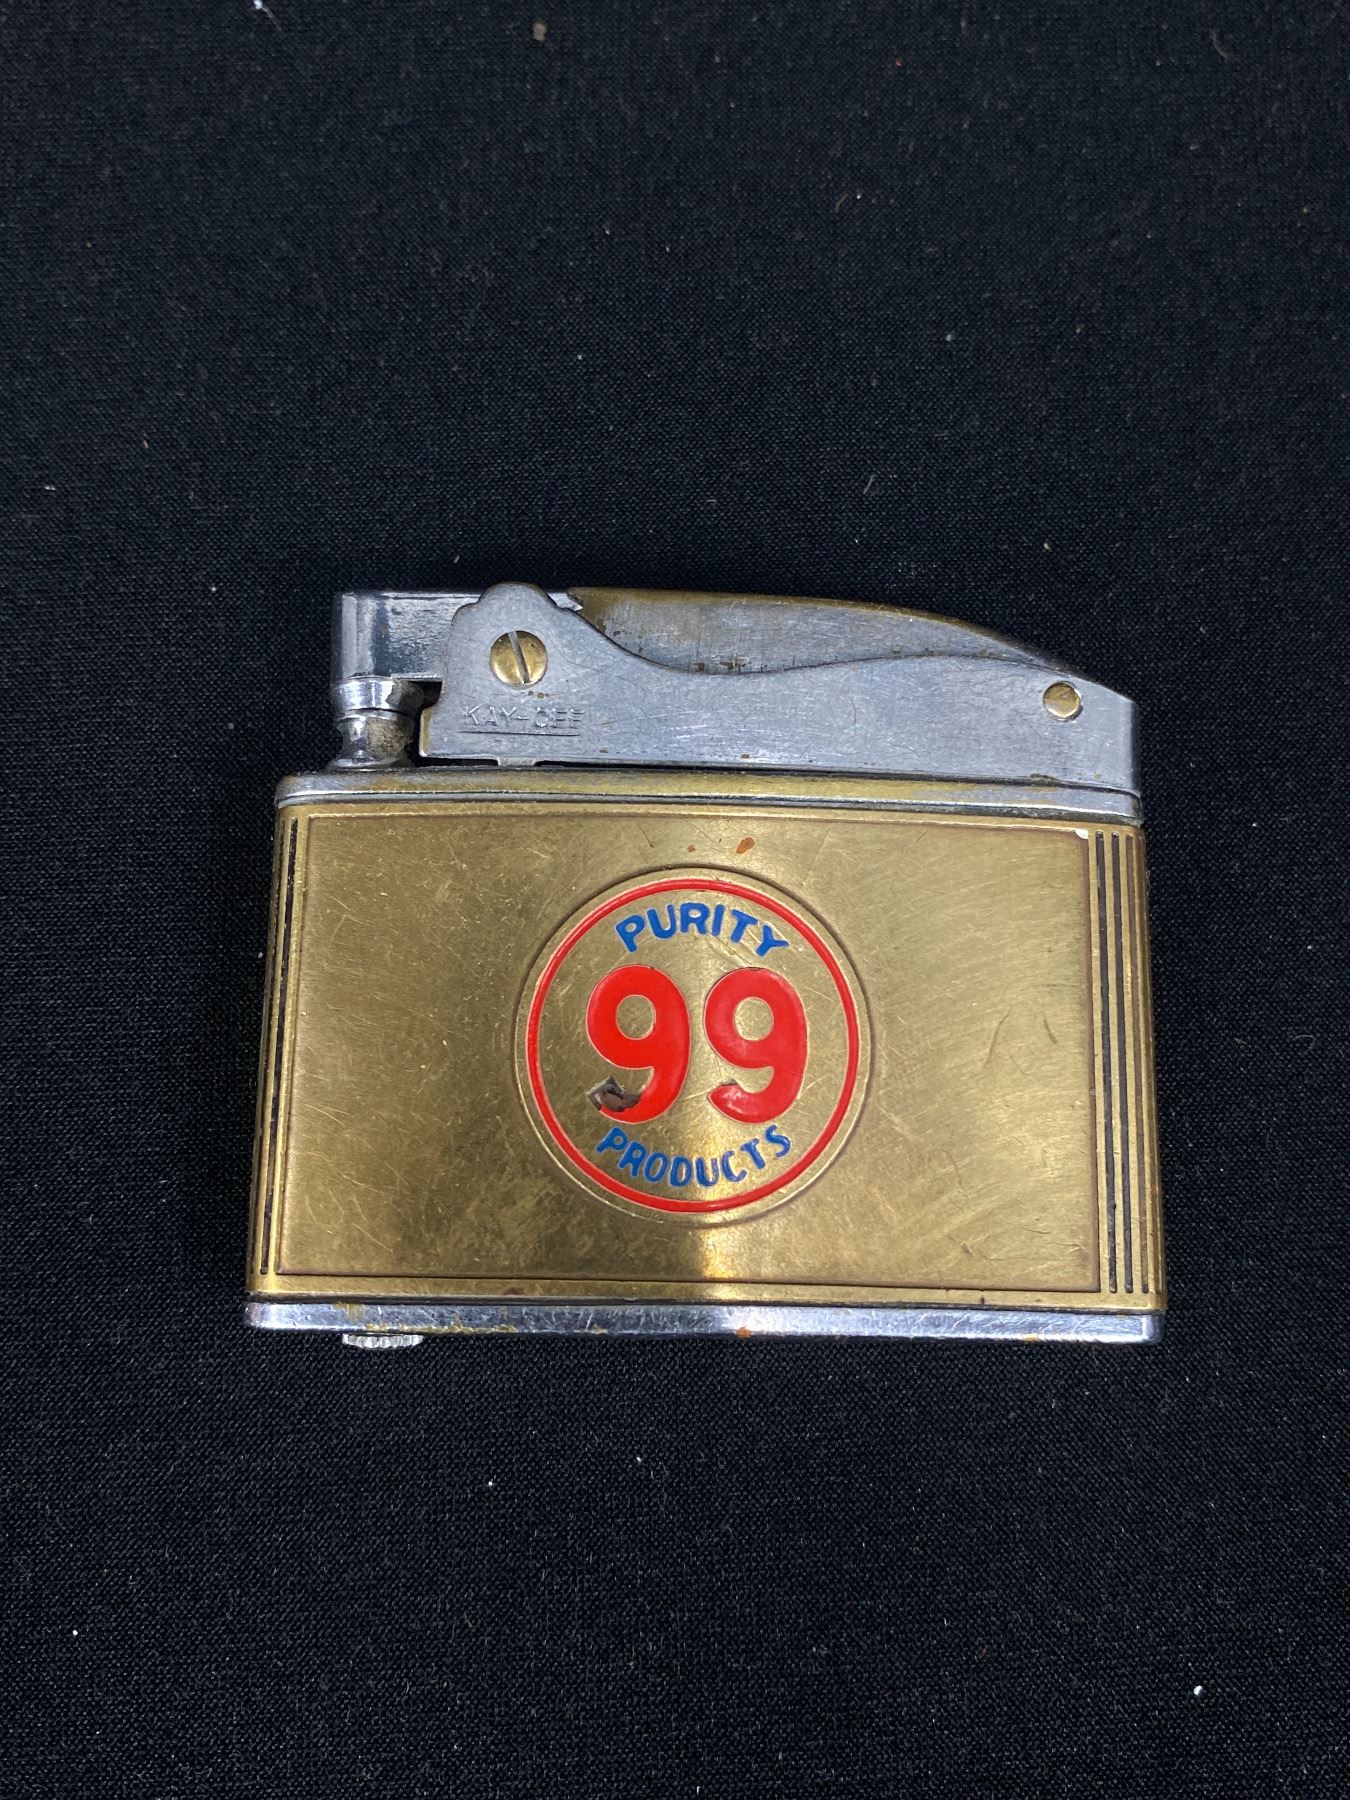 KAY-CEE
PURITY
99
PRODUCTS